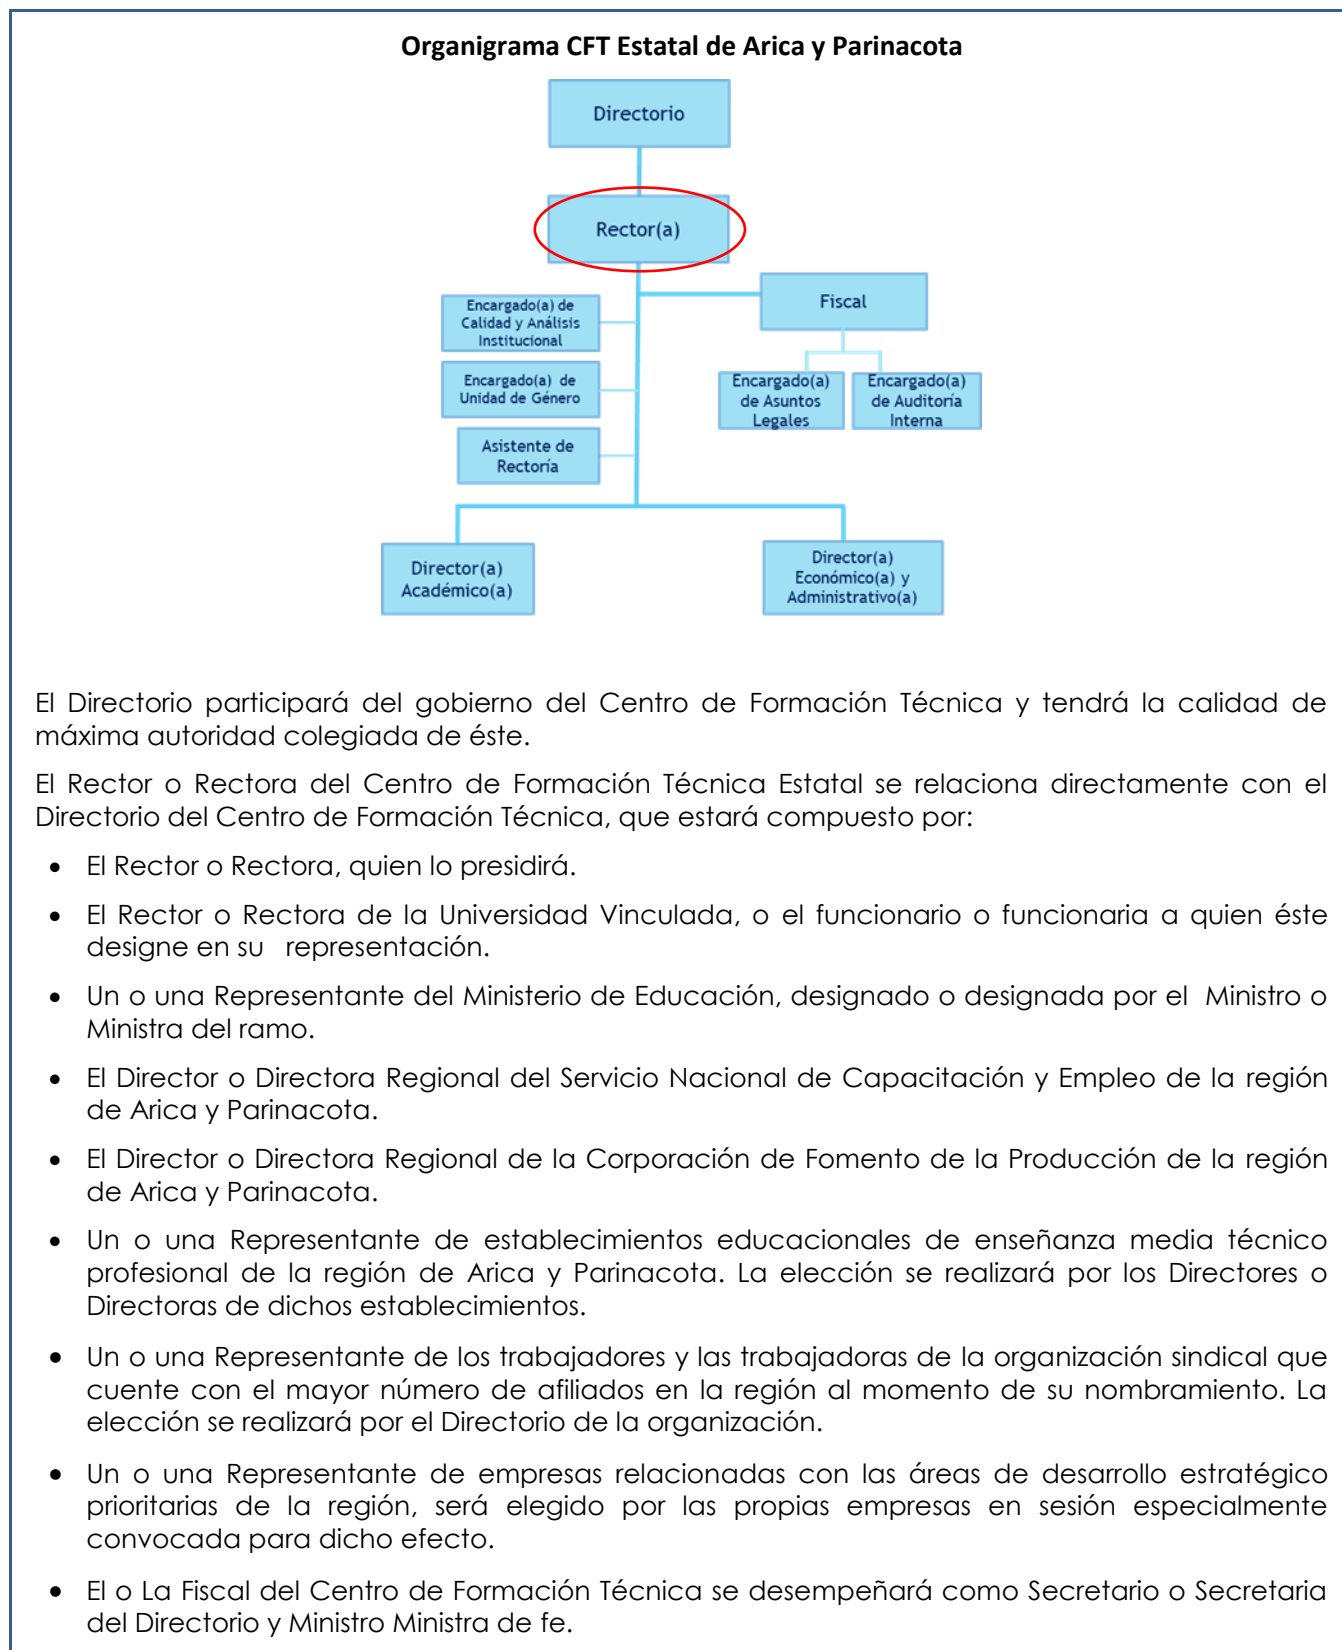 Organigrama CFT Estatal de Arica y Parinacota
Directorio
Rector(a)
Fiscal
Encargado(a) de
Calidad y Análisis
Institucional
Encargado(a) de
Unidad de Género
Asistente de
Rectoría
Encargado(a)
de Asuntos
Legales
Encargado(a)
de Auditoría
Interna
Director(a)
Académico(a)
Director(a)
Económico(a) y
Administrativo(a)
El Directorio participará del gobierno del Centro de Formación Técnica y tendrá la calidad de
máxima autoridad colegiada de éste.
El Rector o Rectora del Centro de Formación Técnica Estatal se relaciona directamente con el
Directorio del Centro de Formación Técnica, que estará compuesto por:
• El Rector o Rectora, quien lo presidirá.
• El Rector o Rectora de la Universidad Vinculada, o el funcionario o funcionaria a quien éste
designe en su representación.
• Un o una Representante del Ministerio de Educación, designado o designada por el Ministro o
Ministra del ramo.
• El Director o Directora Regional del Servicio Nacional de Capacitación y Empleo de la región
de Arica y Parinacota.
• El Director o Directora Regional de la Corporación de Fomento de la Producción de la región
de Arica y Parinacota.
• Un o una Representante de establecimientos educacionales de enseñanza media técnico
profesional de la región de Arica y Parinacota. La elección se realizará por los Directores o
Directoras de dichos establecimientos.
• Un o una Representante de los trabajadores y las trabajadoras de la organización sindical que
cuente con el mayor número de afiliados en la región al momento de su nombramiento. La
elección se realizará por el Directorio de la organización.
• Un o una Representante de empresas relacionadas con las áreas de desarrollo estratégico
prioritarias de la región, será elegido por las propias empresas en sesión especialmente
convocada para dicho efecto.
• El o La Fiscal del Centro de Formación Técnica se desempeñará como Secretario o Secretaria
del Directorio y Ministro Ministra de fe.